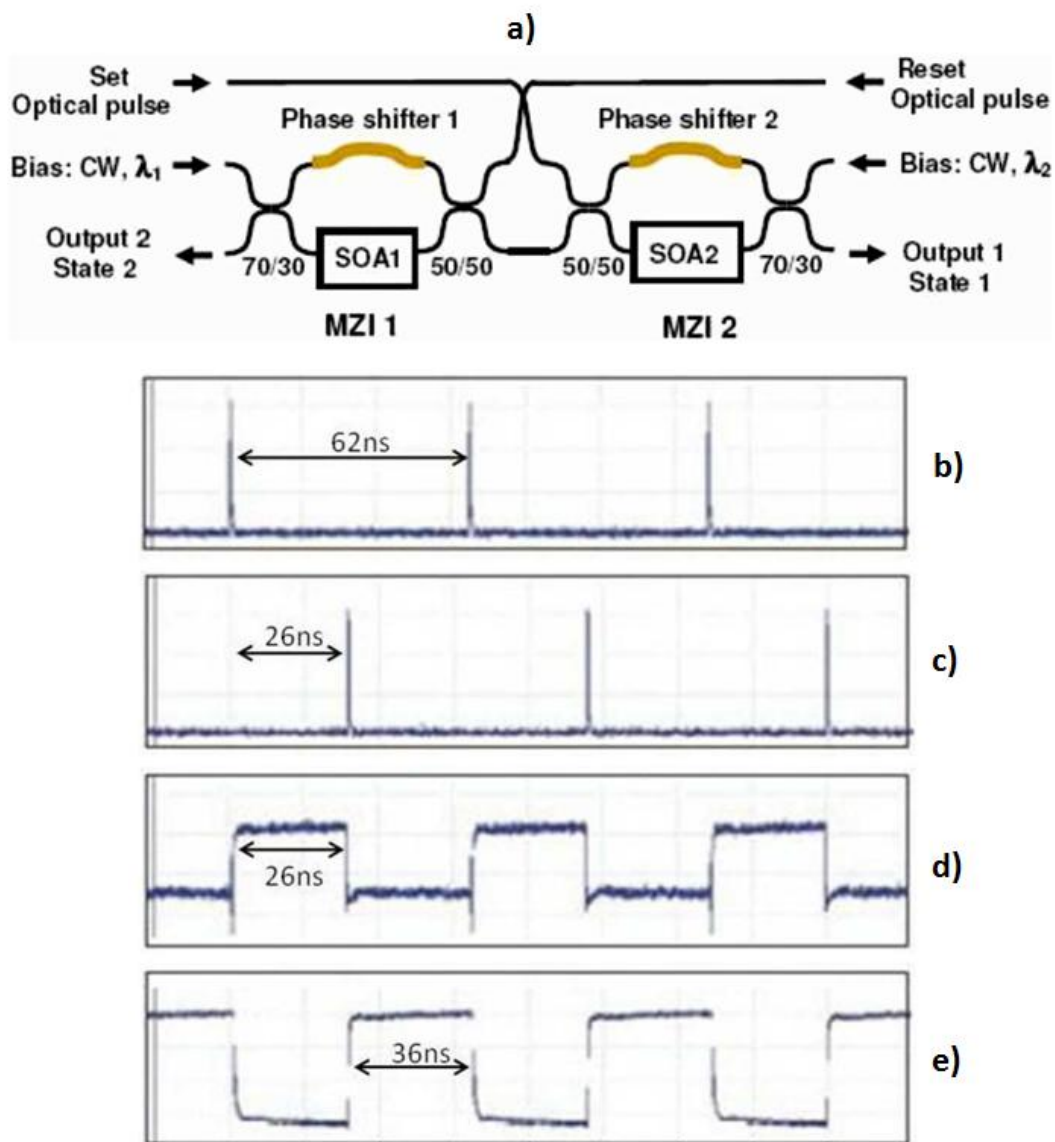 a)
Set
Optical pulse
Reset
Optical pulse
Phase shifter 1
Phase shifter 2
Bias: CW, λ₁
Bias: CW, λ₂
Output 2
State 2
70/30
SOA1
50/50
50/50
SOA2
70/30
Output 1
State 1
MZI 1
MZI 2
62ns
b)
26ns
c)
26ns
d)
36ns
e)